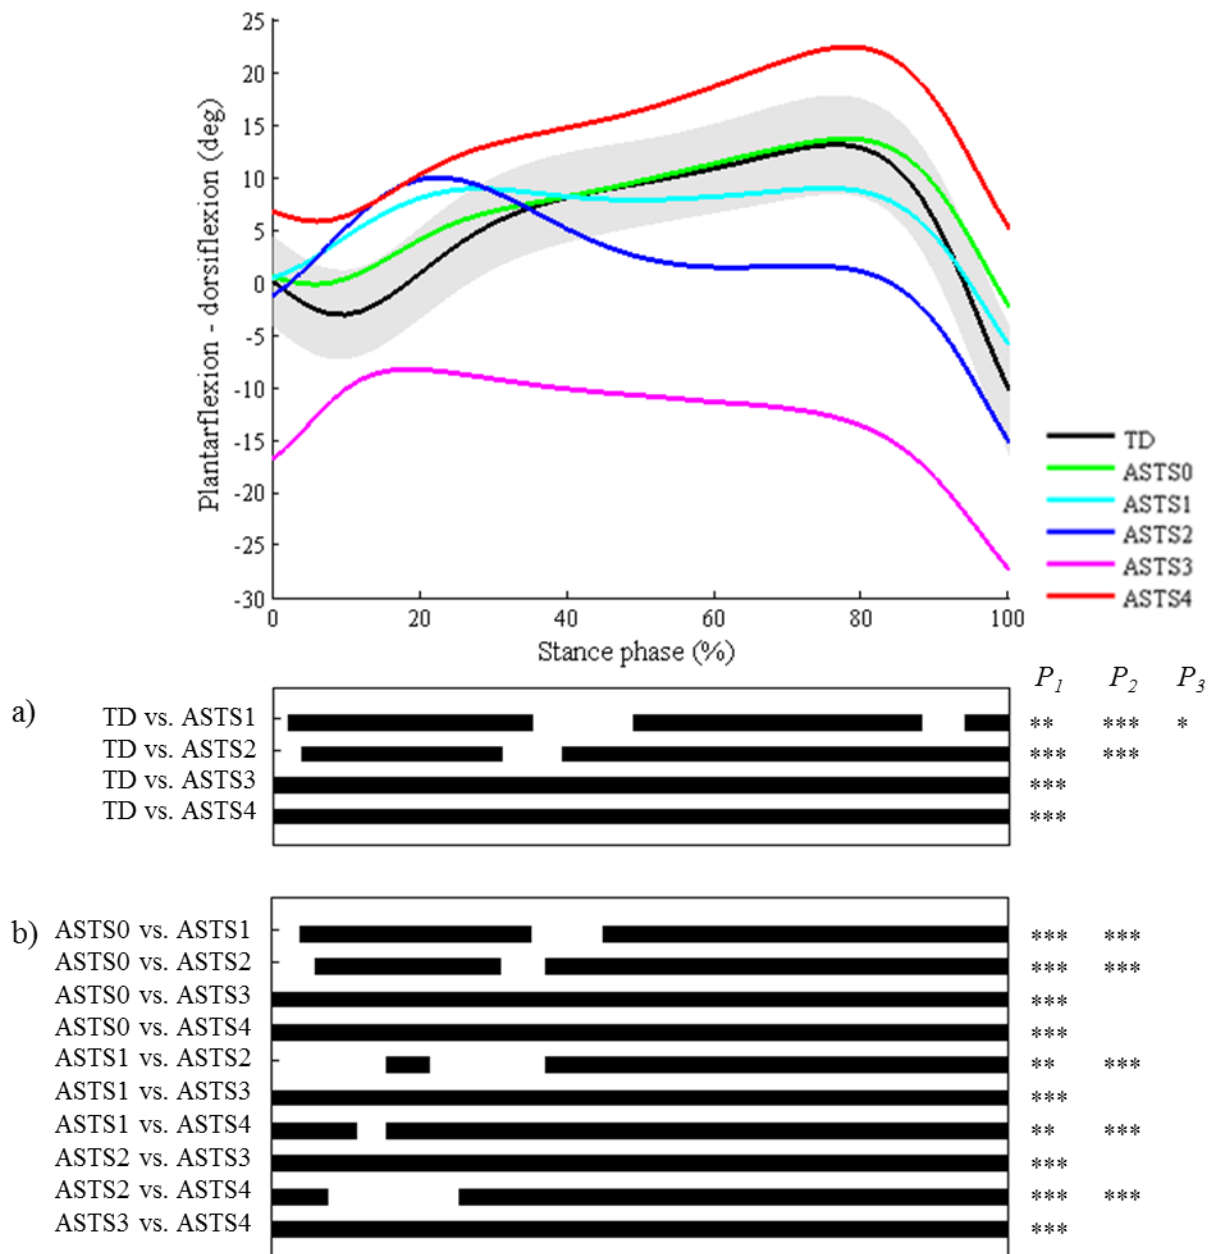 25
20
15
10
5
0
-5
-10
-15
-20
-25
-30
Plantarflexion - dorsiflexion (deg)
0 20 40 60 80 100
Stance phase (%)
TD
ASTS0
ASTS1
ASTS2
ASTS3
ASTS4
P1 P2 P3
a)
TD vs. ASTS1 ** *** *
TD vs. ASTS2 *** ***
TD vs. ASTS3 ***
TD vs. ASTS4 ***
b)
ASTS0 vs. ASTS1 *** ***
ASTS0 vs. ASTS2 *** ***
ASTS0 vs. ASTS3 ***
ASTS0 vs. ASTS4 ***
ASTS1 vs. ASTS2 ** ***
ASTS1 vs. ASTS3 ***
ASTS1 vs. ASTS4 ** ***
ASTS2 vs. ASTS3 ***
ASTS2 vs. ASTS4 *** ***
ASTS3 vs. ASTS4 ***